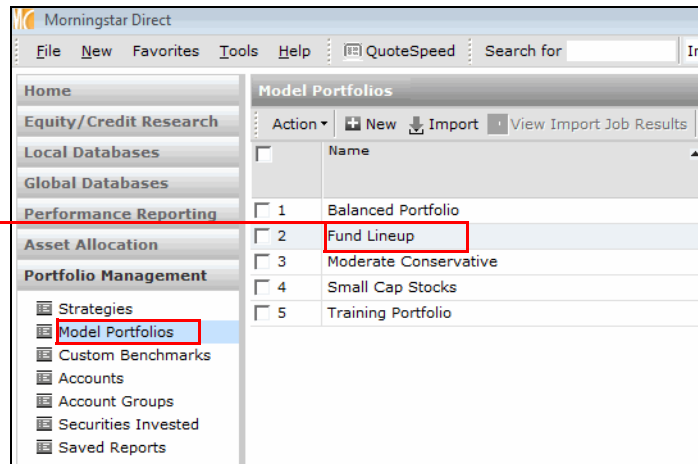 Morningstar Direct
File New Favorites Tools Help QuoteSpeed Search for
Home
Equity/Credit Research
Local Databases
Global Databases
Performance Reporting
Asset Allocation
Portfolio Management
Strategies
Model Portfolios
Custom Benchmarks
Accounts
Account Groups
Securities Invested
Saved Reports
Model Portfolios
Action New Import View Import Job Results
Name
1 Balanced Portfolio
2 Fund Lineup
3 Moderate Conservative
4 Small Cap Stocks
5 Training Portfolio